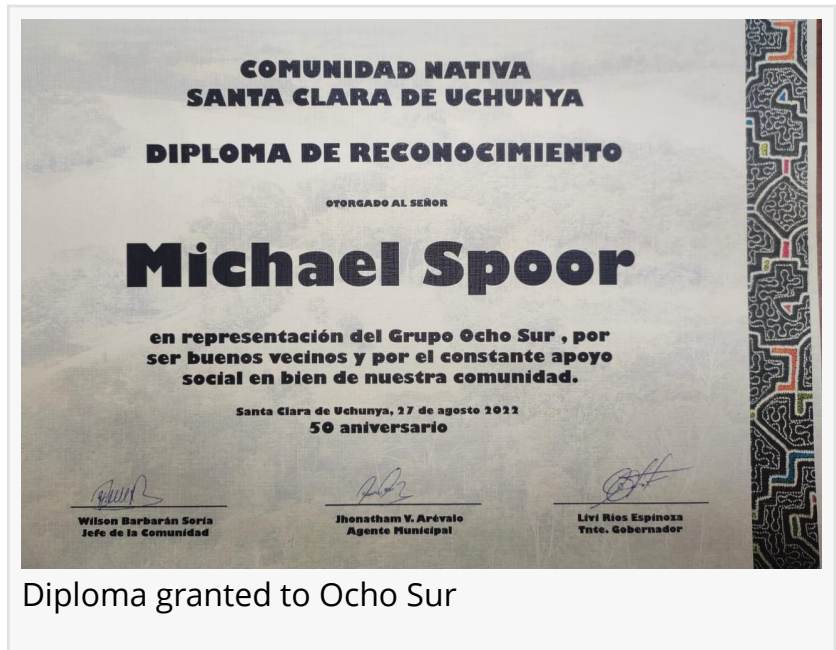 COMUNIDAD NATIVA
SANTA CLARA DE UCHUNYA
DIPLOMA DE RECONOCIMIENTO
OTORGADO AL SEÑOR
Michael Spoor
en representación del Grupo Ocho Sur , por
ser buenos vecinos y por el constante apoyo
social en bien de nuestra comunidad.
Santa Clara de Uchunya, 27 de agosto 2022
50 aniversario
Wilson Barbarán Soría
Jefe de la Comunidad
Jhonatham V. Arévalo
Agente Municipal
Livi Rios Espinoza
Tnte. Gobernador
Diploma granted to Ocho Sur